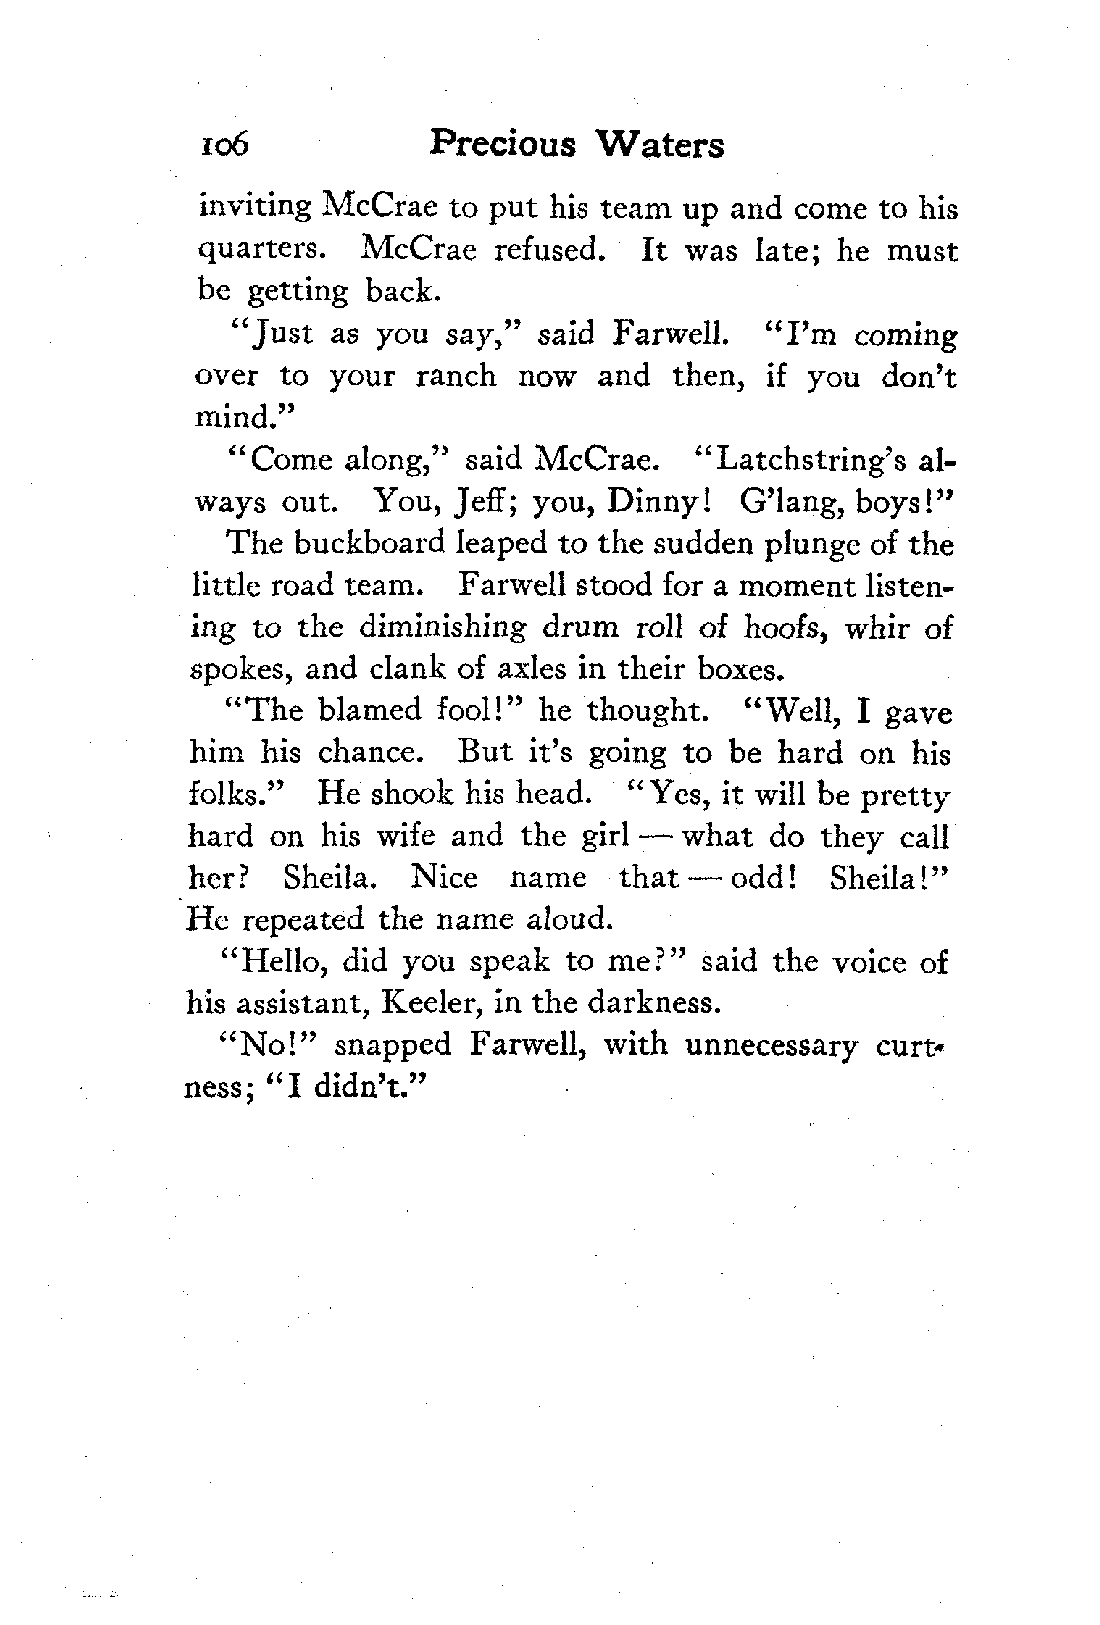 106 Precious Waters
inviting McCrae to put his team up and come to his
quarters. McCrae refused. It was late; he must
be getting back.
“Just as you say,” said Farwell. “I’m coming
over to your ranch now and then, if you don’t
mind.”
“Come along,” said McCrae. “Latchstring’s al-
ways out. You, Jeff; you, Dinny! G’lang, boys!”
The buckboard leaped to the sudden plunge of the
little road team. Farwell stood for a moment listen-
ing to the diminishing drum roll of hoofs, whir of
spokes, and clank of axles in their boxes.
“The blamed fool!” he thought. “Well, I gave
him his chance. But it’s going to be hard on his
folks.” He shook his head. “Yes, it will be pretty
hard on his wife and the girl — what do they call
her? Sheila. Nice name that — odd! Sheila!”
He repeated the name aloud.
“Hello, did you speak to me?” said the voice of
his assistant, Keeler, in the darkness.
“No!” snapped Farwell, with unnecessary curt-
ness; “I didn’t.”